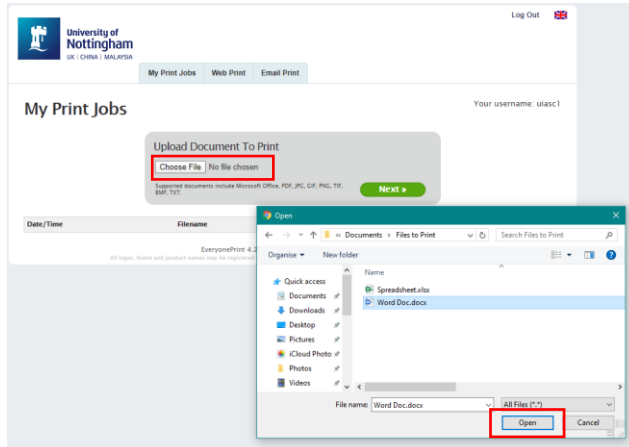 Log Out
University of
Nottingham
UK | CHINA | MALAYSIA
My Print Jobs Web Print Email Print
My Print Jobs
Your username: uiasc1
Upload Document To Print
Choose File No file chosen
Supported documents include Microsoft Office, PDF, JPG, GIF, PNG, TIF,
BMP, TXT.
Next »
Date/Time Filename
EveryonePrint 4.2
All logos, brand and product names may be registered
Open
« Documents › Files to Print
Search Files to Print
Organise New folder
Name
Quick access
Documents
Downloads
Desktop
Pictures
iCloud Photo
Photos
Videos
Spreadsheet.xlsx
Word Doc.docx
File name: Word Doc.docx
All Files (*.*)
Open Cancel